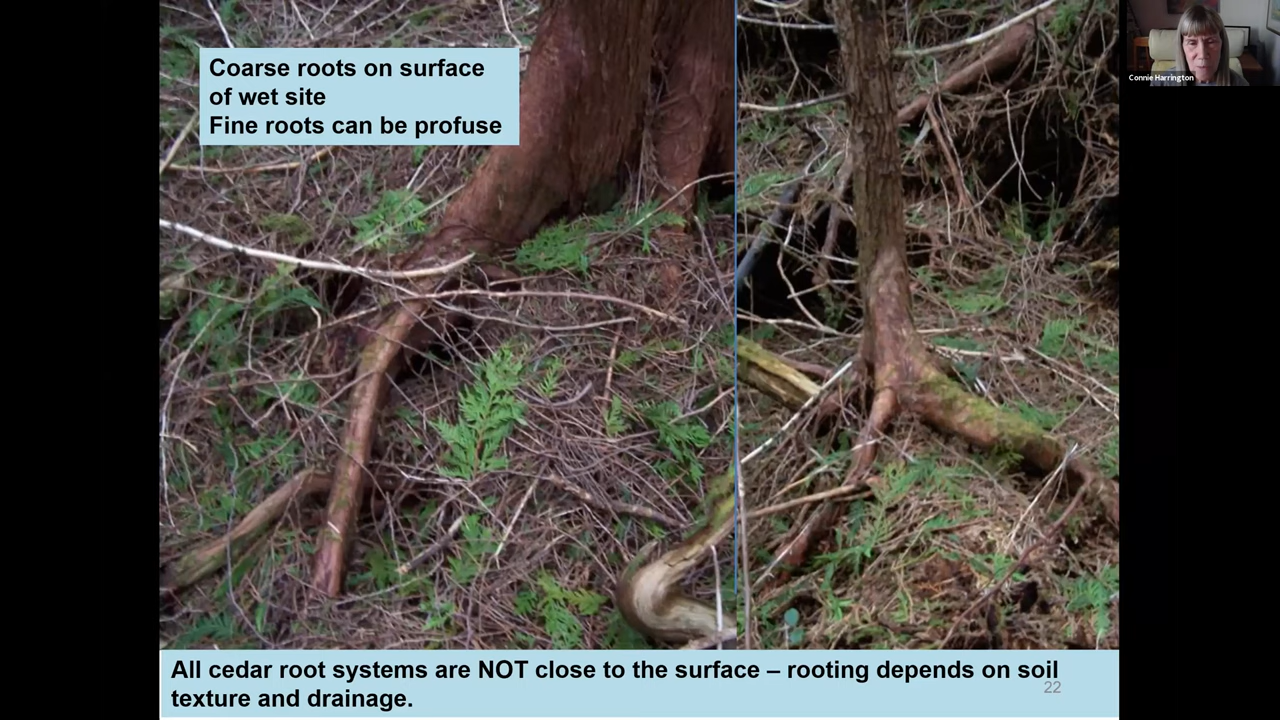 Coarse roots on surface
of wet site
Fine roots can be profuse
Connie Harrington
All cedar root systems are NOT close to the surface – rooting depends on soil
texture and drainage.
22